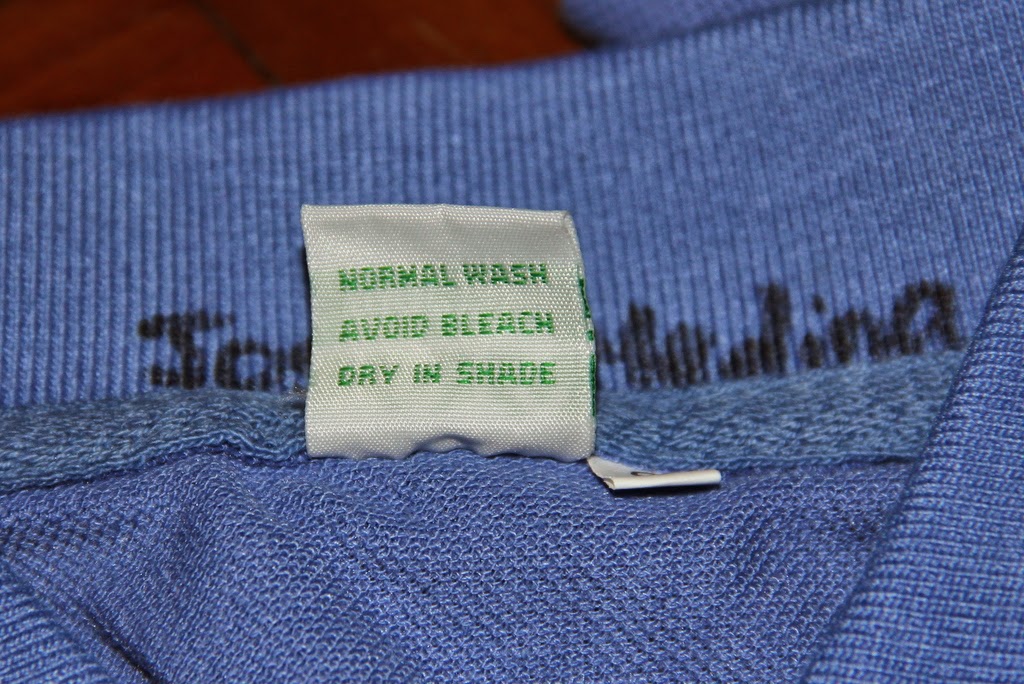 NORMAL WASH
AVOID BLEACH
DRY IN SHADE